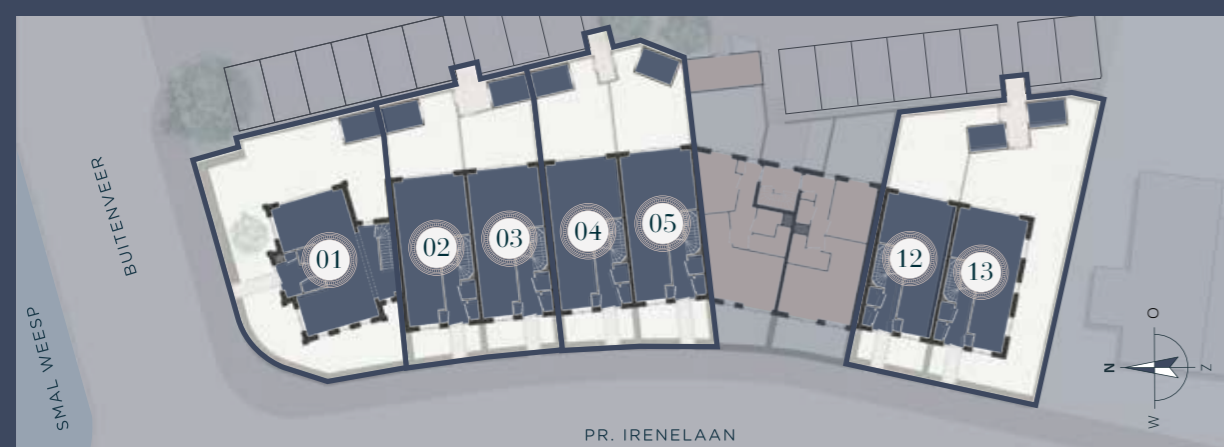 BUITENVEER
SMAL WEESP
01
02
03
04
05
12
13
O
N
Z
W
PR. IRENELAAN